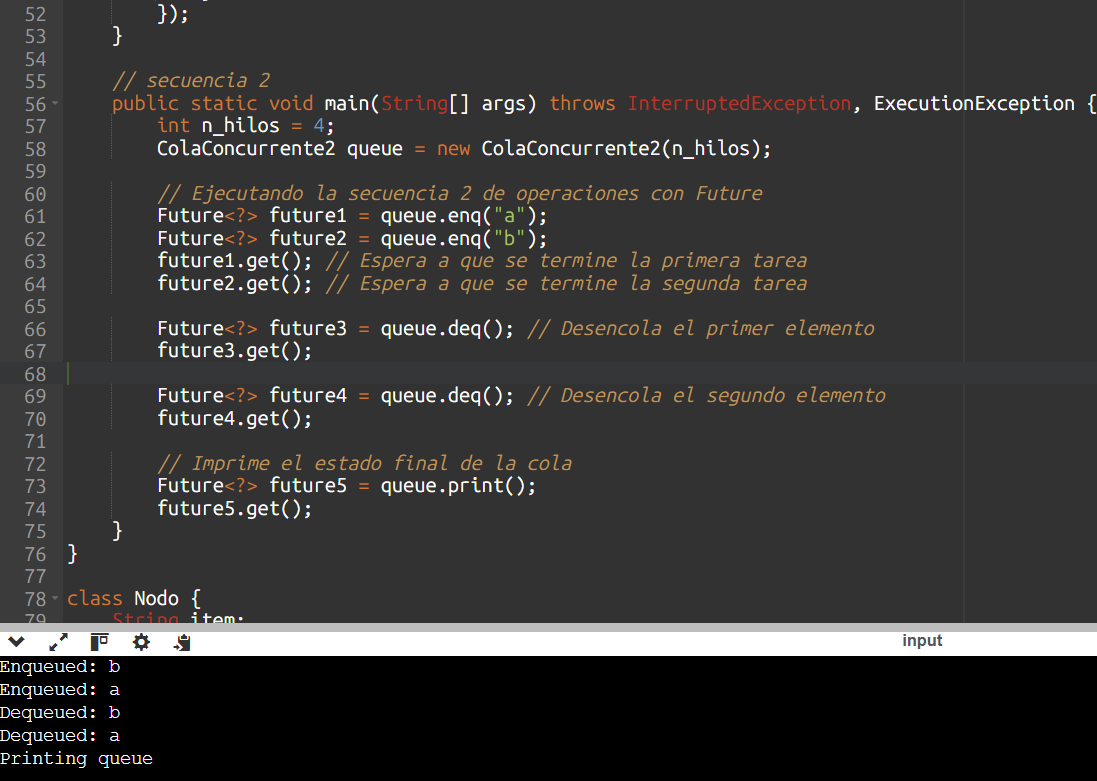 52 });
53 }
54
55 // secuencia 2
56 public static void main(String[] args) throws InterruptedException, ExecutionException {
57 int n_hilos = 4;
58 ColaConcurrente2 queue = new ColaConcurrente2(n_hilos);
59
60 // Ejecutando la secuencia 2 de operaciones con Future
61 Future<?> future1 = queue.enq("a");
62 Future<?> future2 = queue.enq("b");
63 future1.get(); // Espera a que se termine la primera tarea
64 future2.get(); // Espera a que se termine la segunda tarea
65
66 Future<?> future3 = queue.deq(); // Desencola el primer elemento
67 future3.get();
68
69 Future<?> future4 = queue.deq(); // Desencola el segundo elemento
70 future4.get();
71
72 // Imprime el estado final de la cola
73 Future<?> future5 = queue.print();
74 future5.get();
75 }
76 }
77
78 class Nodo {
79 String item;
input
Enqueued: b
Enqueued: a
Dequeued: b
Dequeued: a
Printing queue